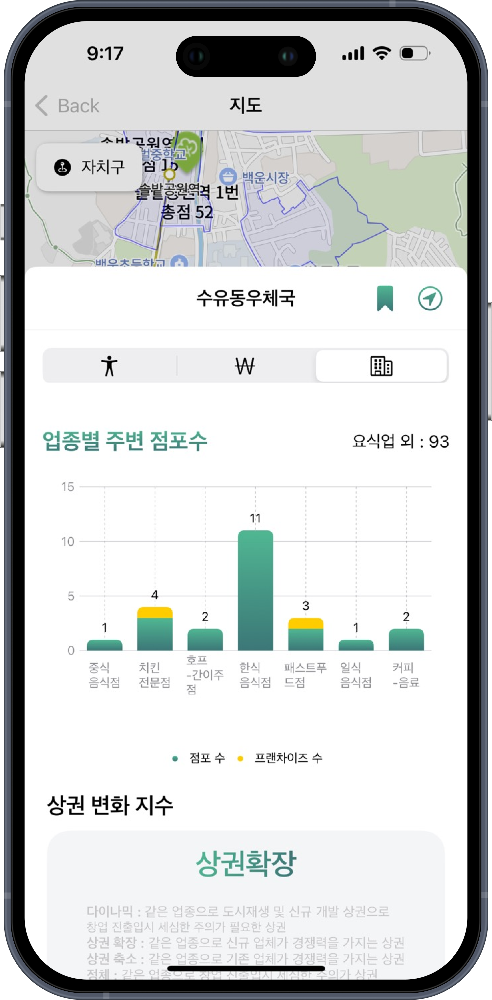 9:17
Back
지도
자치구
백운시장
솔밭공원역
총점 52
백운초등학교
수유동우체국
₩
업종별 주변 점포수
요식업 외 : 93
15
10
5
0
1
4
2
11
3
1
2
중식
음식점
치킨
전문점
호프
-간이주
점
한식
음식점
패스트푸
드점
일식
음식점
커피
-음료
점포 수
프랜차이즈 수
상권 변화 지수
상권확장
다이나믹 : 같은 업종으로 도시재생 및 신규 개발 상권으로
창업 진출입시 세심한 주의가 필요한 상권
상권 확장 : 같은 업종으로 신규 업체가 경쟁력을 가지는 상권
상권 축소 : 같은 업종으로 기존 업체가 경쟁력을 가지는 상권
정체 : 같은 업종으로 창업 진출입시 세심한 주의가 상권